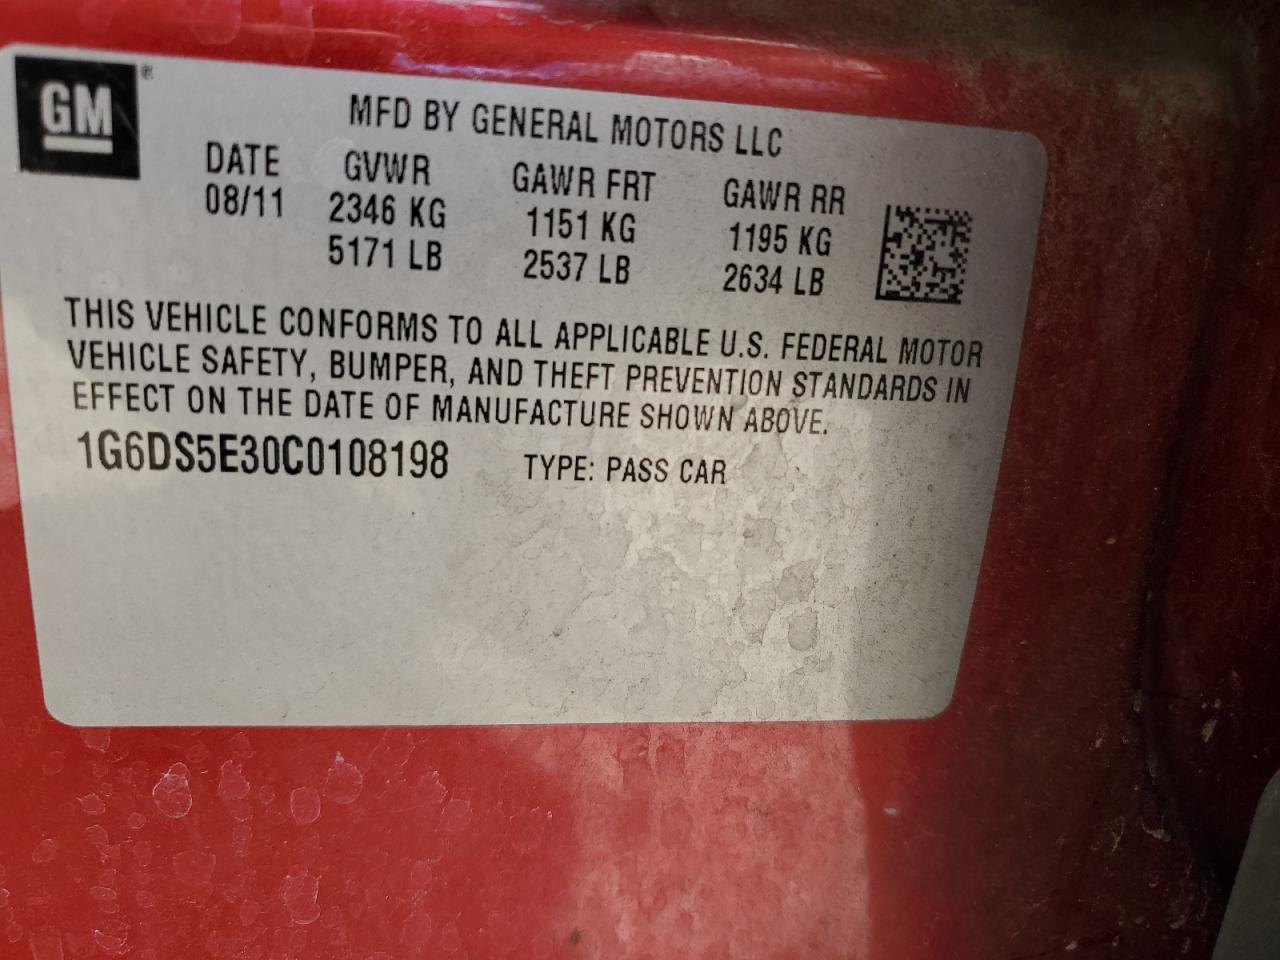 GM®
MFD BY GENERAL MOTORS LLC
DATE GVWR GAWR FRT GAWR RR
08/11 2346 KG 1151 KG 1195 KG
5171 LB 2537 LB 2634 LB
THIS VEHICLE CONFORMS TO ALL APPLICABLE U.S. FEDERAL MOTOR
VEHICLE SAFETY, BUMPER, AND THEFT PREVENTION STANDARDS IN
EFFECT ON THE DATE OF MANUFACTURE SHOWN ABOVE.
1G6DS5E30C0108198 TYPE: PASS CAR